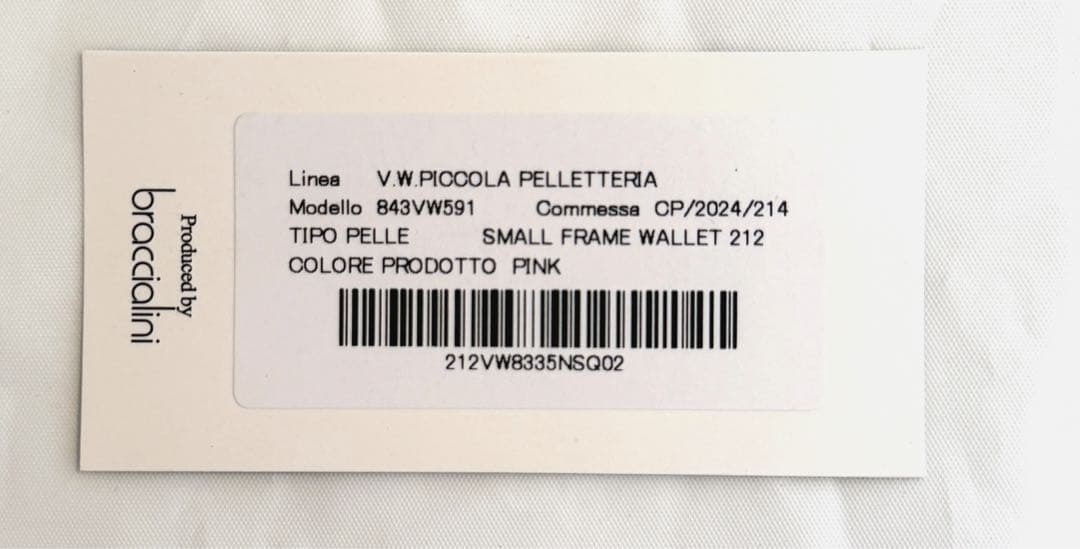 Produced by
braccialini
Linea V.W.PICCOLA PELLETTERIA
Modello 843VW591 Commessa CP/2024/214
TIPO PELLE SMALL FRAME WALLET 212
COLORE PRODOTTO PINK
212VW8335NSQ02